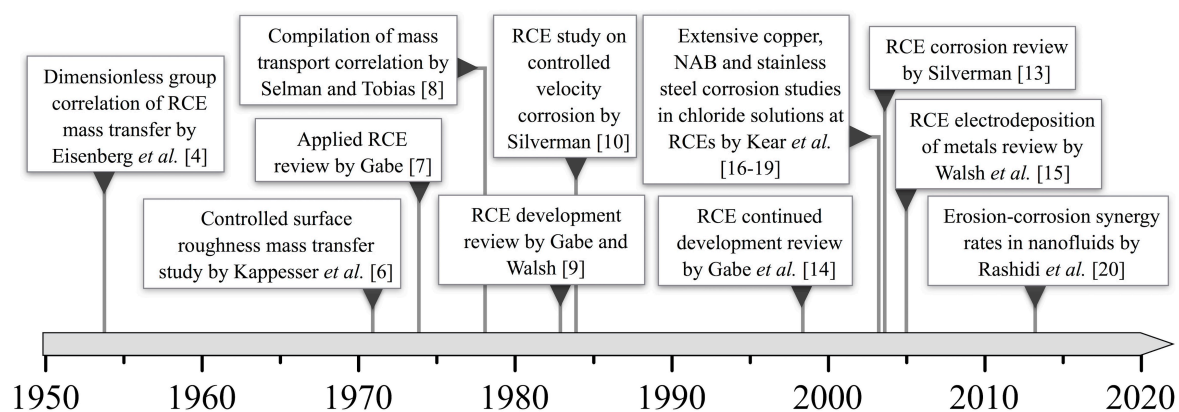 Dimensionless group
correlation of RCE
mass transfer by
Eisenberg et al. [4]
Compilation of mass
transport correlation by
Selman and Tobias [8]
Applied RCE
review by Gabe [7]
Controlled surface
roughness mass transfer
study by Kappesser et al. [6]
RCE study on
controlled
velocity
corrosion by
Silverman [10]
RCE development
review by Gabe and
Walsh [9]
Extensive copper,
NAB and stainless
steel corrosion studies
in chloride solutions at
RCEs by Kear et al.
[16-19]
RCE continued
development review
by Gabe et al. [14]
RCE corrosion review
by Silverman [13]
RCE electrodeposition
of metals review by
Walsh et al. [15]
Erosion-corrosion synergy
rates in nanofluids by
Rashidi et al. [20]
1950 1960 1970 1980 1990 2000 2010 2020